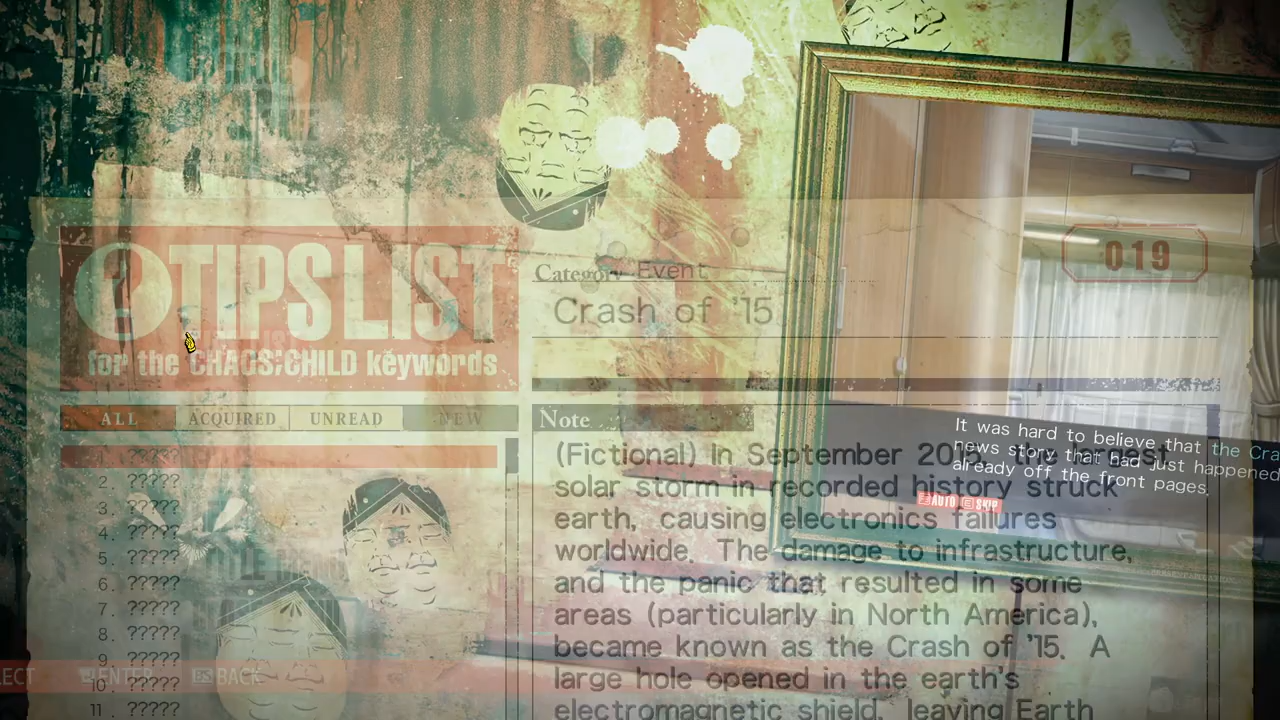 ?TIPS LIST
for the CHAOS;CHILD keywords
ALL ACQUIRED UNREAD NEW
1. ?????
2. ?????
3. ?????
4. ?????
5. ?????
6. ?????
7. ?????
8. ?????
9. ?????
10. ?????
11. ?????
Category Event
019
Crash of '15
Note
(Fictional) In September 2015, the largest
solar storm in recorded history struck
earth, causing electronics failures
worldwide. The damage to infrastructure,
and the panic that resulted in some
areas (particularly in North America),
became known as the Crash of '15. A
large hole opened in the earth's
electromagnetic shield, leaving Earth
It was hard to believe that the Cra
news story that had just happened
already off the front pages.
AUTO SKIP
LECT ENTER BACK